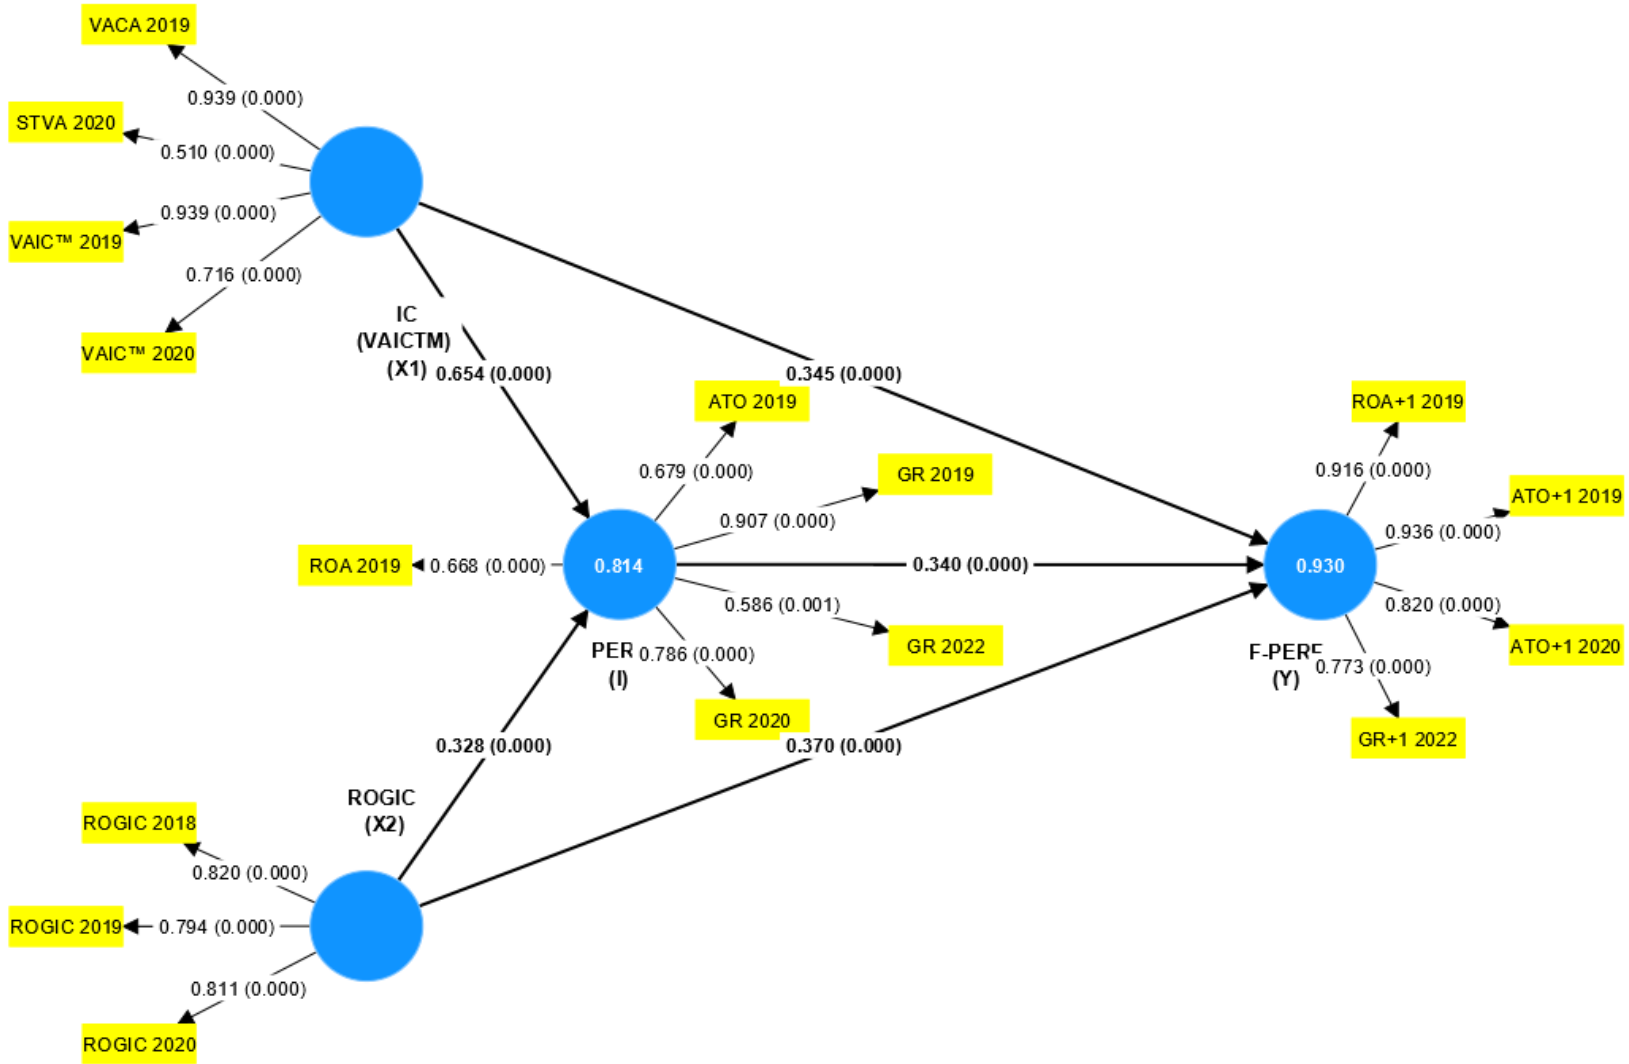 VACA 2019
0.939 (0.000)
STVA 2020
0.510 (0.000)
0.939 (0.000)
VAIC™ 2019
0.716 (0.000)
VAIC™ 2020
IC
(VAICTM)
(X1)
0.654 (0.000)
0.345 (0.000)
ATO 2019
ROA+1 2019
0.679 (0.000)
GR 2019
0.916 (0.000)
ATO+1 2019
0.907 (0.000)
0.936 (0.000)
ROA 2019
0.668 (0.000)
0.814
0.340 (0.000)
0.930
0.586 (0.001)
0.820 (0.000)
GR 2022
ATO+1 2020
PER
(I)
0.786 (0.000)
F-PERF
(Y)
0.773 (0.000)
GR 2020
GR+1 2022
0.328 (0.000)
0.370 (0.000)
ROGIC
(X2)
ROGIC 2018
0.820 (0.000)
ROGIC 2019
0.794 (0.000)
0.811 (0.000)
ROGIC 2020